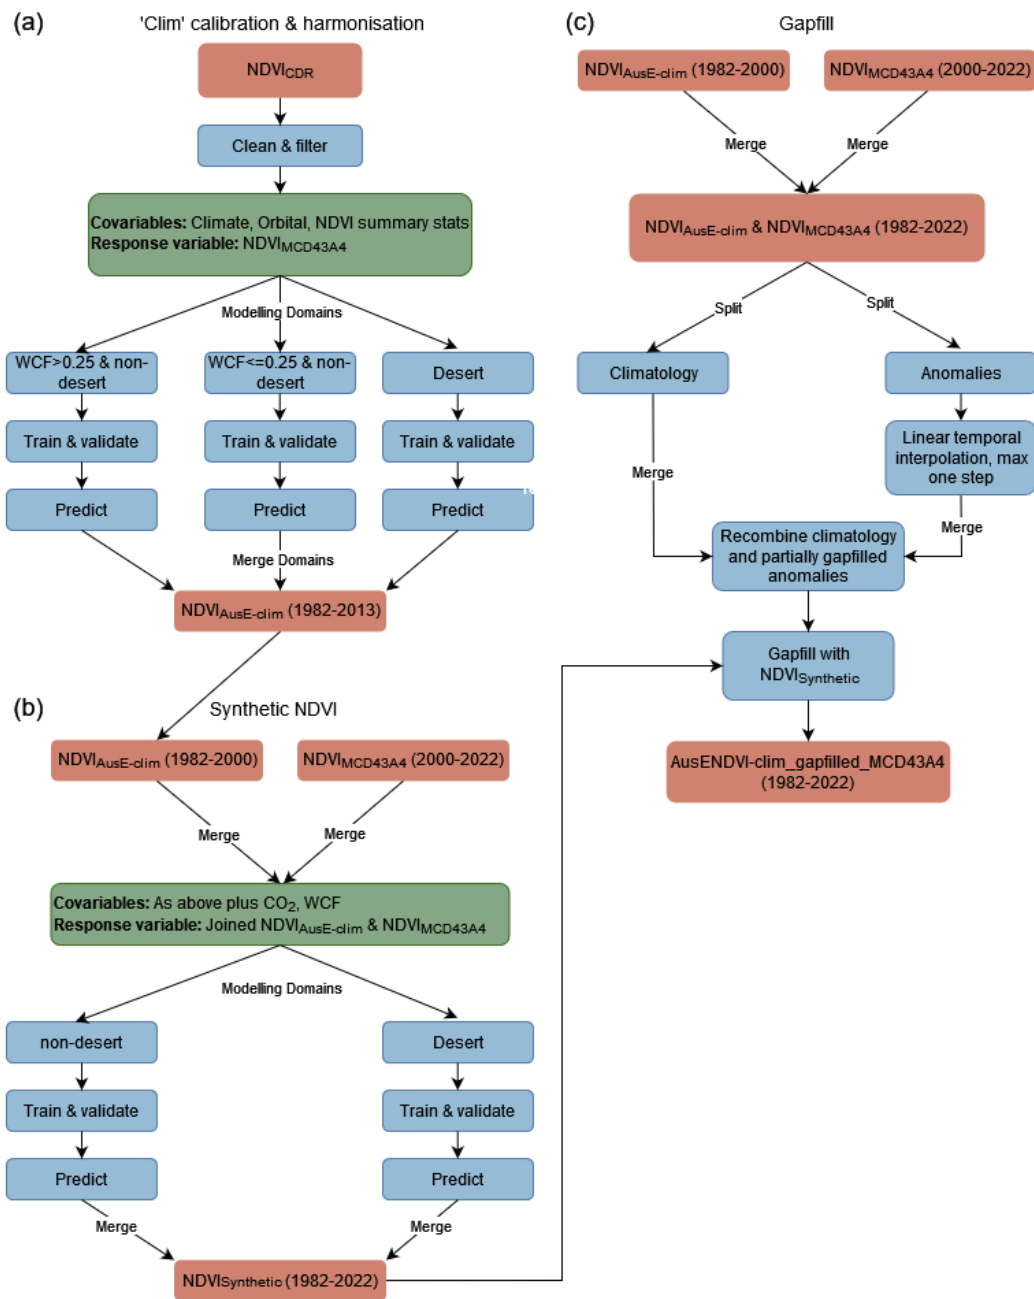 (a) 'Clim' calibration & harmonisation
NDVICDR
Clean & filter
Covariables: Climate, Orbital, NDVI summary stats
Response variable: NDVIMCD43A4
Modelling Domains
WCF>0.25 & non-
desert
WCF<=0.25 & non-
desert
Desert
Train & validate
Train & validate
Train & validate
Predict
Predict
Predict
Merge Domains
NDVIAusE-clim (1982-2013)
(b) Synthetic NDVI
NDVIAusE-clim (1982-2000)
NDVIMCD43A4 (2000-2022)
Merge
Merge
Covariables: As above plus CO2, WCF
Response variable: Joined NDVIAusE-clim & NDVIMCD43A4
Modelling Domains
non-desert
Desert
Train & validate
Train & validate
Predict
Predict
Merge
Merge
NDVISynthetic (1982-2022)
(c) Gapfill
NDVIAusE-clim (1982-2000)
NDVIMCD43A4 (2000-2022)
Merge
Merge
NDVIAusE-clim & NDVIMCD43A4 (1982-2022)
Split
Split
Climatology
Anomalies
Linear temporal
interpolation, max
one step
Merge
Merge
Recombine climatology
and partially gapfilled
anomalies
Gapfill with
NDVISynthetic
AusENDVI-clim_gapfilled_MCD43A4
(1982-2022)